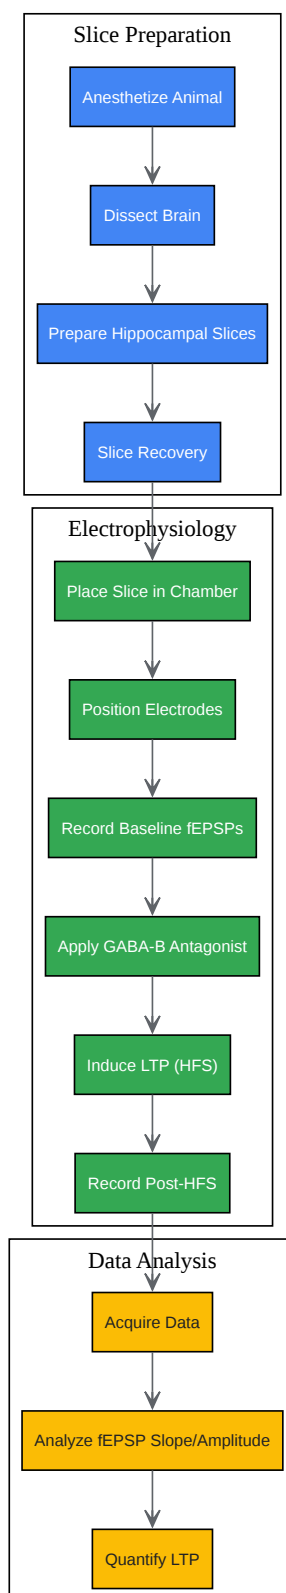 Slice Preparation
Anesthetize Animal
Dissect Brain
Prepare Hippocampal Slices
Slice Recovery
Electrophysiology
Place Slice in Chamber
Position Electrodes
Record Baseline fEPSPs
Apply GABA-B Antagonist
Induce LTP (HFS)
Record Post-HFS
Data Analysis
Acquire Data
Analyze fEPSP Slope/Amplitude
Quantify LTP